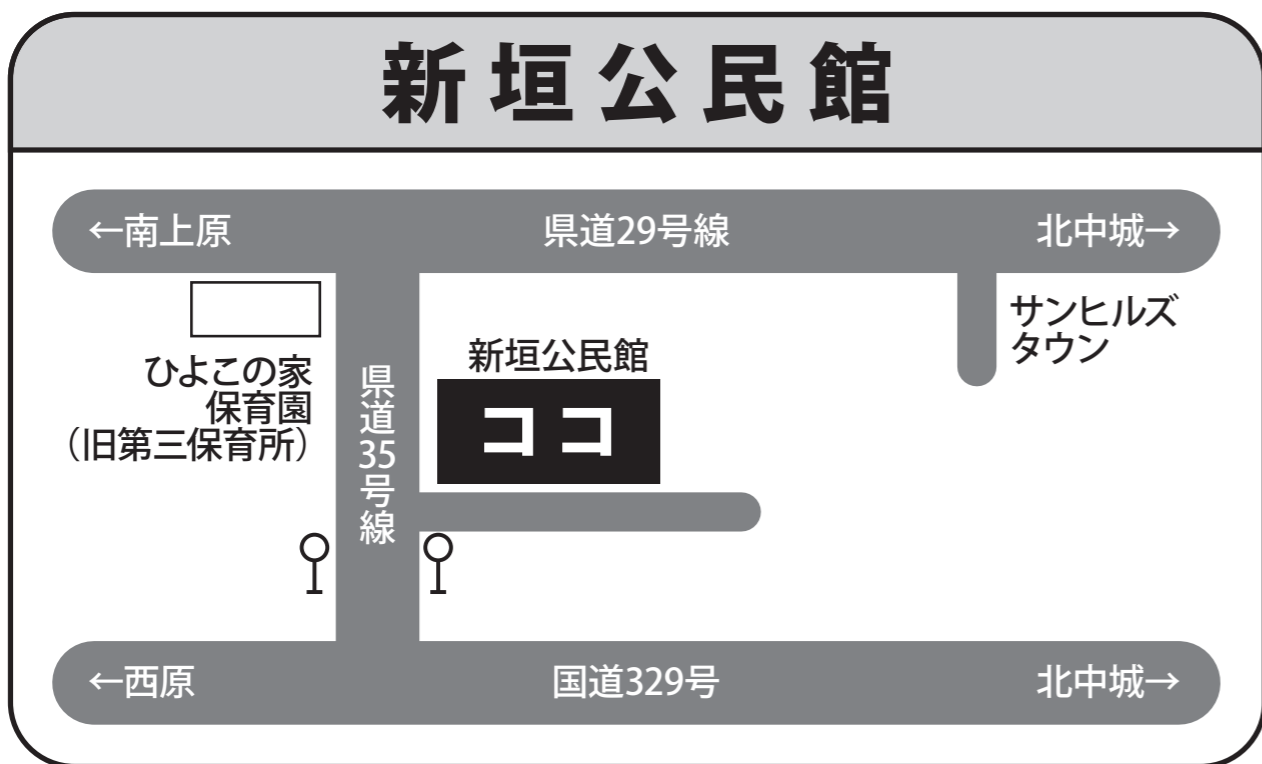 新垣公民館
←南上原 県道29号線 北中城→
サンヒルズ
タウン
ひよこの家
保育園
（旧第三保育所）
県道35号線
新垣公民館
ココ
←西原 国道329号 北中城→